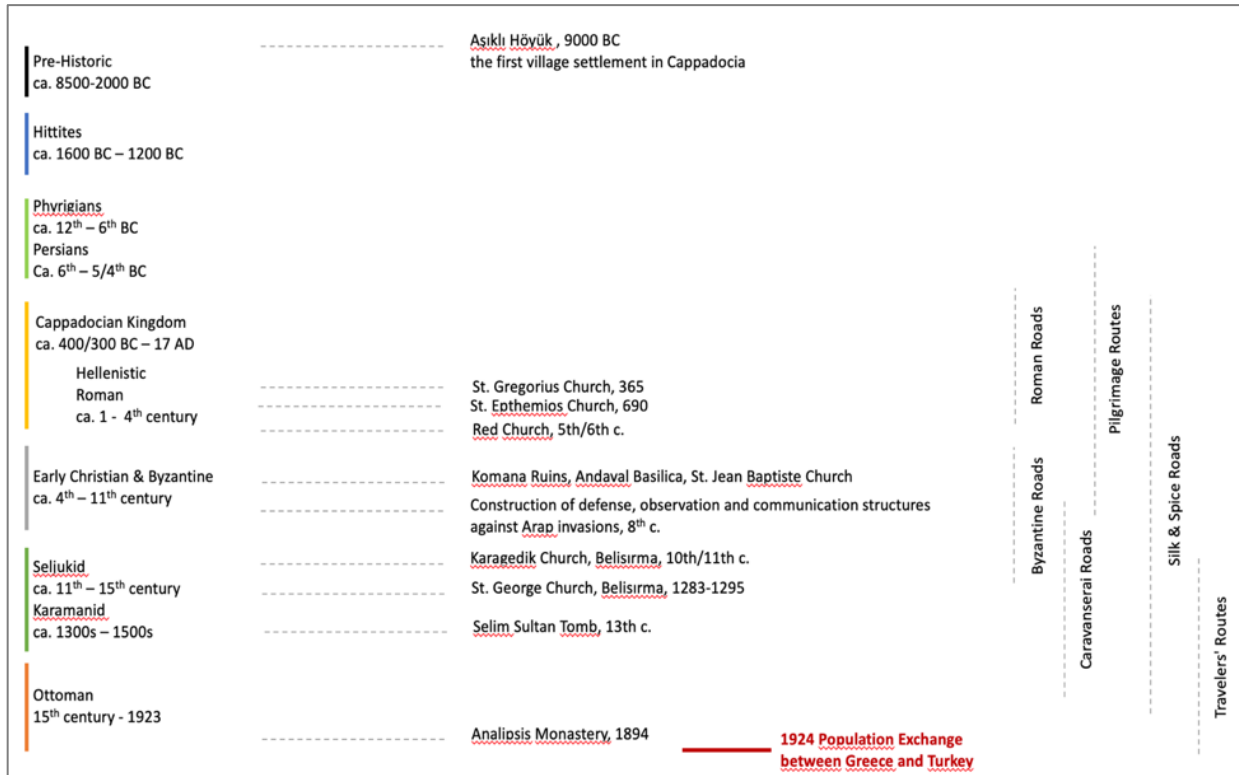 Pre-Historic
ca. 8500-2000 BC
Aşıklı Höyük , 9000 BC
the first village settlement in Cappadocia
Hittites
ca. 1600 BC – 1200 BC
Phyrigians
ca. 12th – 6th BC
Persians
Ca. 6th – 5/4th BC
Cappadocian Kingdom
ca. 400/300 BC – 17 AD
Hellenistic
Roman
ca. 1 - 4th century
St. Gregorius Church, 365
St. Epthemios Church, 690
Red Church, 5th/6th c.
Early Christian & Byzantine
ca. 4th – 11th century
Komana Ruins, Andaval Basilica, St. Jean Baptiste Church
Construction of defense, observation and communication structures
against Arap invasions, 8th c.
Seljukid
ca. 11th – 15th century
Karamanid
ca. 1300s – 1500s
Karagedik Church, Belisırma, 10th/11th c.
St. George Church, Belisırma, 1283-1295
Selim Sultan Tomb, 13th c.
Ottoman
15th century - 1923
Analipsis Monastery, 1894
1924 Population Exchange
between Greece and Turkey
Roman Roads
Byzantine Roads
Caravanserai Roads
Pilgrimage Routes
Silk & Spice Roads
Travelers' Routes